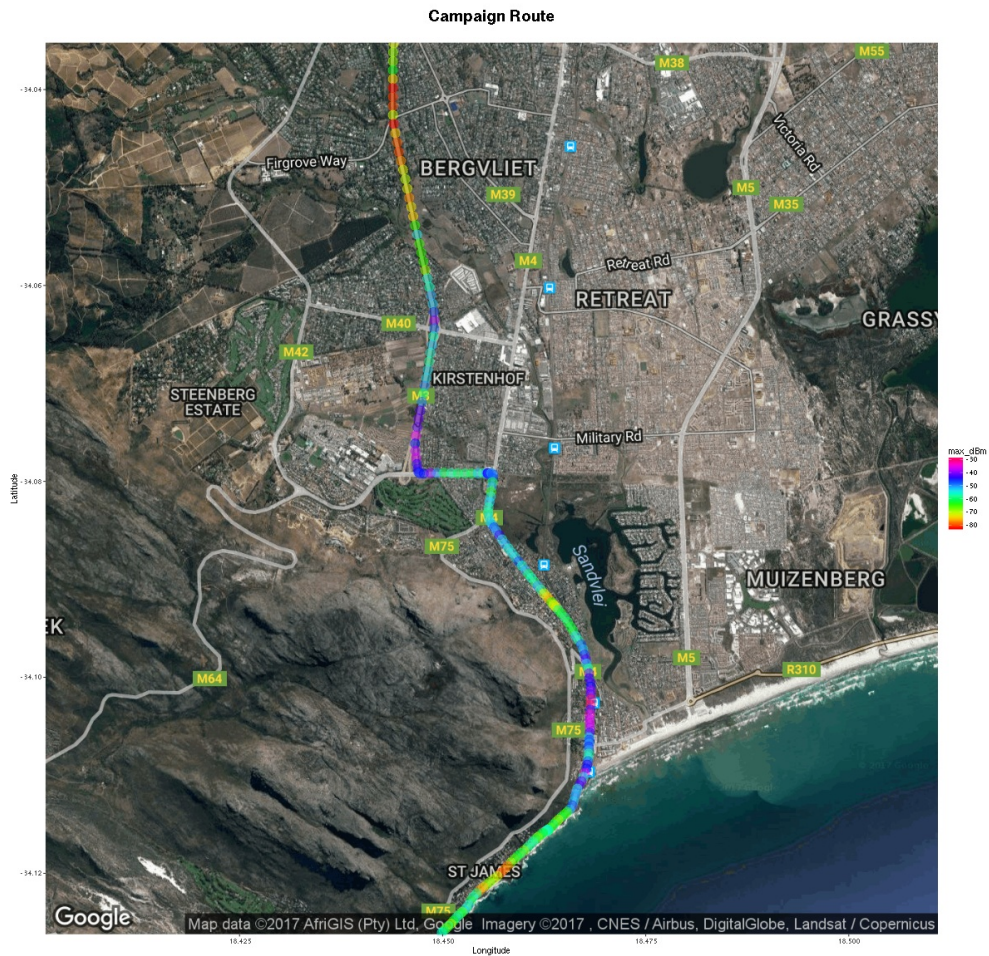 Campaign Route
M55
M38
-34.04
Victoria Rd
Firgrove Way
BERGVLIET
M5
M39
M35
M4
Retreat Rd
-34.06
RETREAT
GRASSY
M40
M42
KIRSTENHOF
STEENBERG
ESTATE
M3
Military Rd
max_dBm
-30
-40
-50
-60
-70
-80
Latitude
-34.08
M4
M75
Sandvlei
MUIZENBERG
EK
M5
R310
M4
-34.10
M64
M75
-34.12
ST JAMES
M75
Google
Map data ©2017 AfriGIS (Pty) Ltd, Google Imagery ©2017 , CNES / Airbus, DigitalGlobe, Landsat / Copernicus
18.425
18.450
18.475
18.500
Longitude